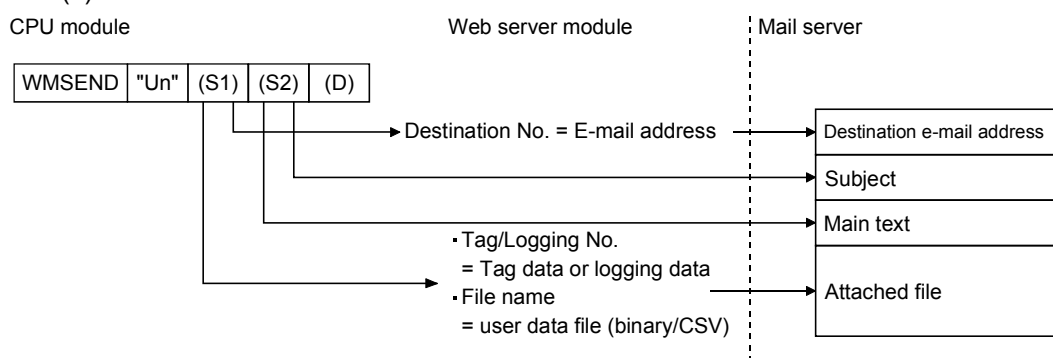 CPU module
Web server module
Mail server
WMSEND "Un" (S1) (S2) (D)
Destination No. = E-mail address
Destination e-mail address
Subject
Main text
・Tag/Logging No.
= Tag data or logging data
・File name
= user data file (binary/CSV)
Attached file